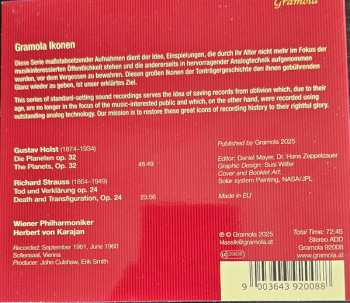 Gramola
Gramola Ikonen
Diese Serie maßstabsetzender Aufnahmen dient der Idee, Einspielungen, die durch ihr Alter nicht mehr im Fokus der
musikinteressierten Öffentlichkeit stehen und die andererseits in hervorragender Analogtechnik aufgenommen
wurden, vor dem Vergessen zu bewahren. Diesen großen Ikonen der Tonträgergeschichte den ihnen gebührenden
Glanz wieder zu geben, ist unser erklärtes Ziel.
This series of standard-setting sound recordings serves the idea of saving records from oblivion which, due to their
age, are no longer in the focus of the music-interested public and which, on the other hand, were recorded using
outstanding analog technology. Our mission is to restore these great icons of recording history to their rightful glory.
Gustav Holst (1874-1934)
Die Planeten op. 32
The Planets, Op. 32 48:49
Richard Strauss (1864-1949)
Tod und Verklärung op. 24
Death and Transfiguration, Op. 24 23:56
Wiener Philharmoniker
Herbert von Karajan
Recorded: September 1961, June 1960
Sofiensaal, Vienna
Producer: John Culshaw, Erik Smith
Published by Gramola 2025
Editor: Daniel Mayer, Dr. Hans Zeppelzauer
Graphic Design: Susi Witte
Cover and Booklet Art:
Solar system Painting, NASA/JPL
Made in EU
℗ © Gramola 2025
klassik@gramola.at
Total Time: 72:45
Stereo ADD
Gramola 92008
9 003643 920088